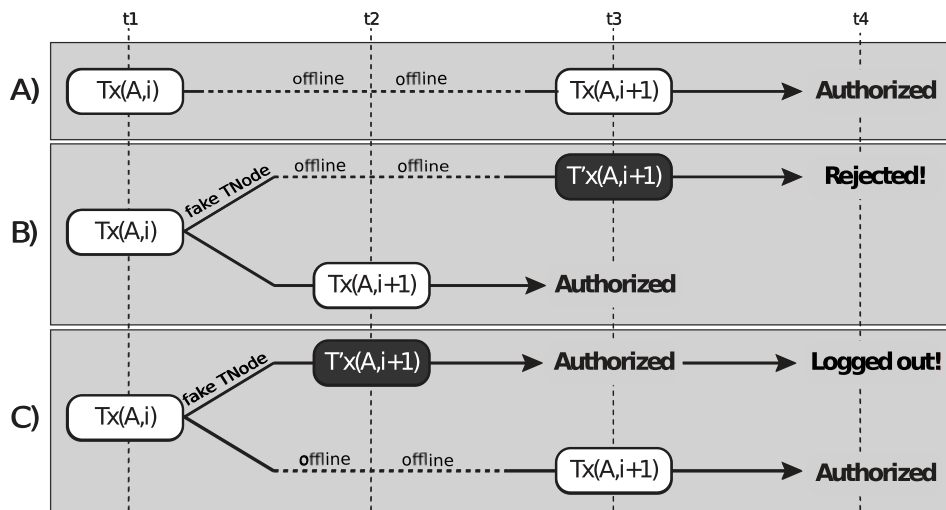 t1 t2 t3 t4
A) Tx(A,i) offline offline Tx(A,i+1) Authorized
fake TNode offline offline T'x(A,i+1) Rejected!
B) Tx(A,i)
Tx(A,i+1) Authorized
fake TNode T'x(A,i+1) Authorized Logged out!
C) Tx(A,i)
offline offline Tx(A,i+1) Authorized